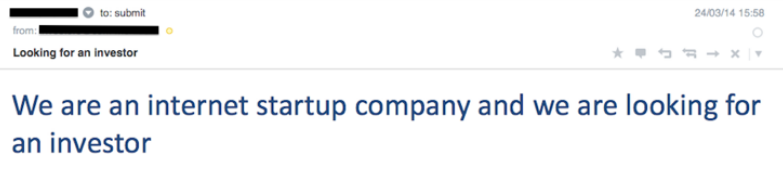 to: submit 24/03/14 15:58
from:
Looking for an investor
We are an internet startup company and we are looking for
an investor